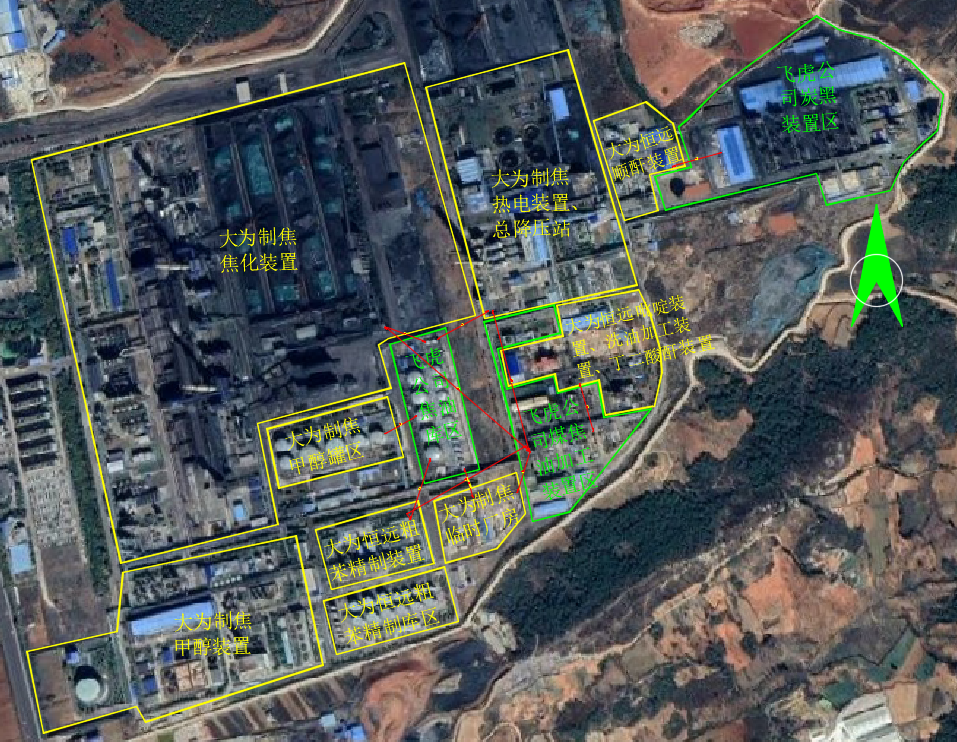 飞虎公
司炭黑
装置区
大为恒远
顺酐装置
大为制焦
热电装置、
总降压站
大为制焦
焦化装置
大为恒远吡啶装
置、洗油加工装
置、丁二酸酐装置
飞虎
飞虎公
司煤焦
油加工
装置区
大为制焦
甲醇罐区
大为制焦
临时厂房
大为恒远粗
苯精制装置
大为恒远粗
苯精制库区
大为制焦
甲醇装置